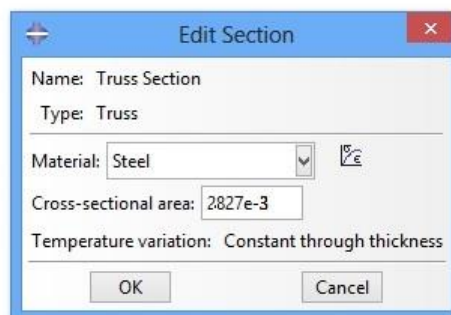 Edit Section
Name: Truss Section
Type: Truss
Material: Steel
Cross-sectional area: 2827e-3
Temperature variation: Constant through thickness
OK Cancel